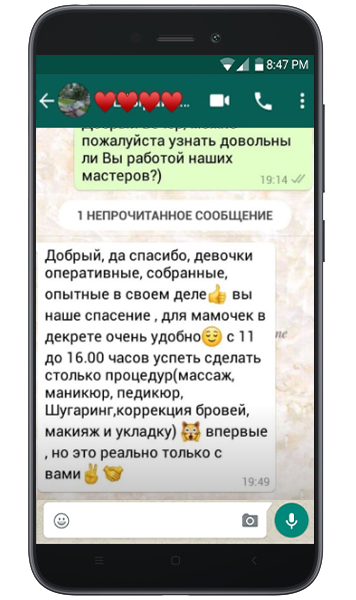 8:47 PM
пожалуйста узнать довольны
ли Вы работой наших
мастеров?)
19:14
1 НЕПРОЧИТАННОЕ СООБЩЕНИЕ
Добрый, да спасибо, девочки
оперативные, собранные,
опытные в своем деле👍 вы
наше спасение , для мамочек в
декрете очень удобно😌 с 11
до 16.00 часов успеть сделать
столько процедур(массаж,
маникюр, педикюр,
Шугаринг,коррекция бровей,
макияж и укладку) 🙀 впервые
, но это реально только с
вами✌🤝
19:49